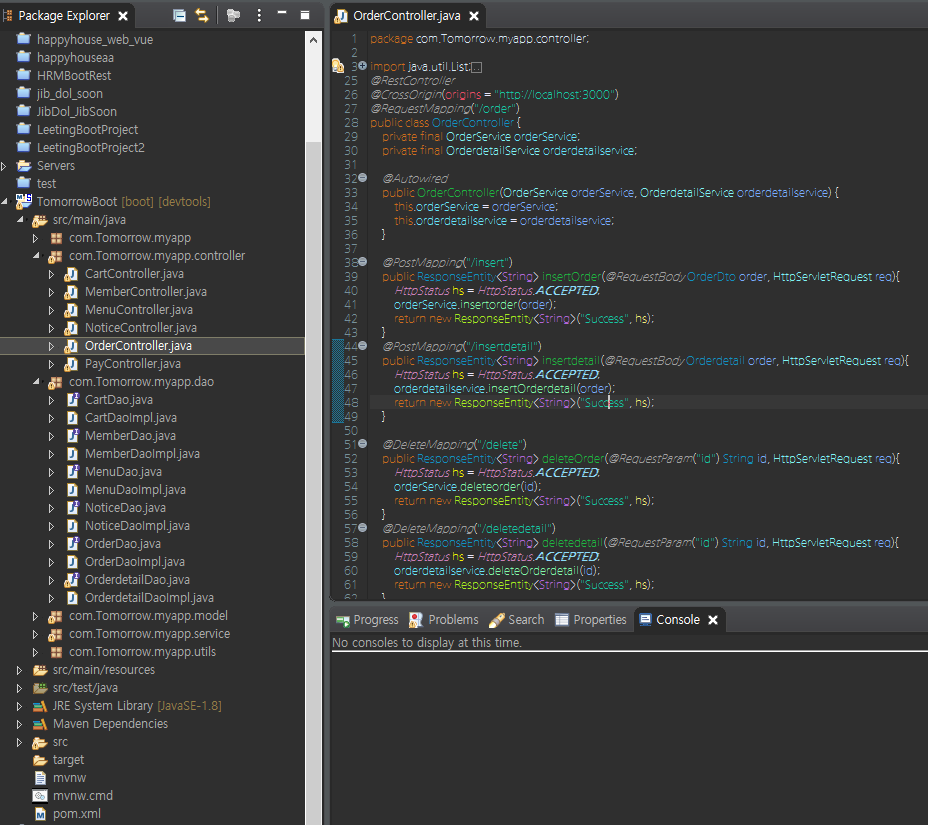 Package Explorer
happyhouse_web_vue
happyhouseaa
HRMBootRest
jib_dol_soon
JibDol_JibSoon
LeetingBootProject
LeetingBootProject2
Servers
test
TomorrowBoot [boot] [devtools]
src/main/java
com.Tomorrow.myapp
com.Tomorrow.myapp.controller
CartController.java
MemberController.java
MenuController.java
NoticeController.java
OrderController.java
PayController.java
com.Tomorrow.myapp.dao
CartDao.java
CartDaoImpl.java
MemberDao.java
MemberDaoImpl.java
MenuDao.java
MenuDaoImpl.java
NoticeDao.java
NoticeDaoImpl.java
OrderDao.java
OrderDaoImpl.java
OrderdetailDao.java
OrderdetailDaoImpl.java
com.Tomorrow.myapp.model
com.Tomorrow.myapp.service
com.Tomorrow.myapp.utils
src/main/resources
src/test/java
JRE System Library [JavaSE-1.8]
Maven Dependencies
src
target
mvnw
mvnw.cmd
pom.xml
OrderController.java
1 package com.Tomorrow.myapp.controller;
2
3 import java.util.List;
25 @RestController
26 @CrossOrigin(origins = "http://localhost:3000")
27 @RequestMapping("/order")
28 public class OrderController {
29 private final OrderService orderService;
30 private final OrderdetailService orderdetailservice;
31
32 @Autowired
33 public OrderController(OrderService orderService, OrderdetailService orderdetailservice) {
34 this.orderService = orderService;
35 this.orderdetailservice = orderdetailservice;
36 }
37
38 @PostMapping("/insert")
39 public ResponseEntity<String> insertOrder(@RequestBody OrderDto order, HttpServletRequest req){
40 HttpStatus hs = HttpStatus.ACCEPTED;
41 orderService.insertorder(order);
42 return new ResponseEntity<String>("Success", hs);
43 }
44 @PostMapping("/insertdetail")
45 public ResponseEntity<String> insertdetail(@RequestBody Orderdetail order, HttpServletRequest req){
46 HttpStatus hs = HttpStatus.ACCEPTED;
47 orderdetailservice.insertOrderdetail(order);
48 return new ResponseEntity<String>("Success", hs);
49 }
50
51 @DeleteMapping("/delete")
52 public ResponseEntity<String> deleteOrder(@RequestParam("id") String id, HttpServletRequest req){
53 HttpStatus hs = HttpStatus.ACCEPTED;
54 orderService.deleteorder(id);
55 return new ResponseEntity<String>("Success", hs);
56 }
57 @DeleteMapping("/deletedetail")
58 public ResponseEntity<String> deletedetail(@RequestParam("id") String id, HttpServletRequest req){
59 HttpStatus hs = HttpStatus.ACCEPTED;
60 orderdetailservice.deleteOrderdetail(id);
61 return new ResponseEntity<String>("Success", hs);
62 }
Progress Problems Search Properties Console
No consoles to display at this time.